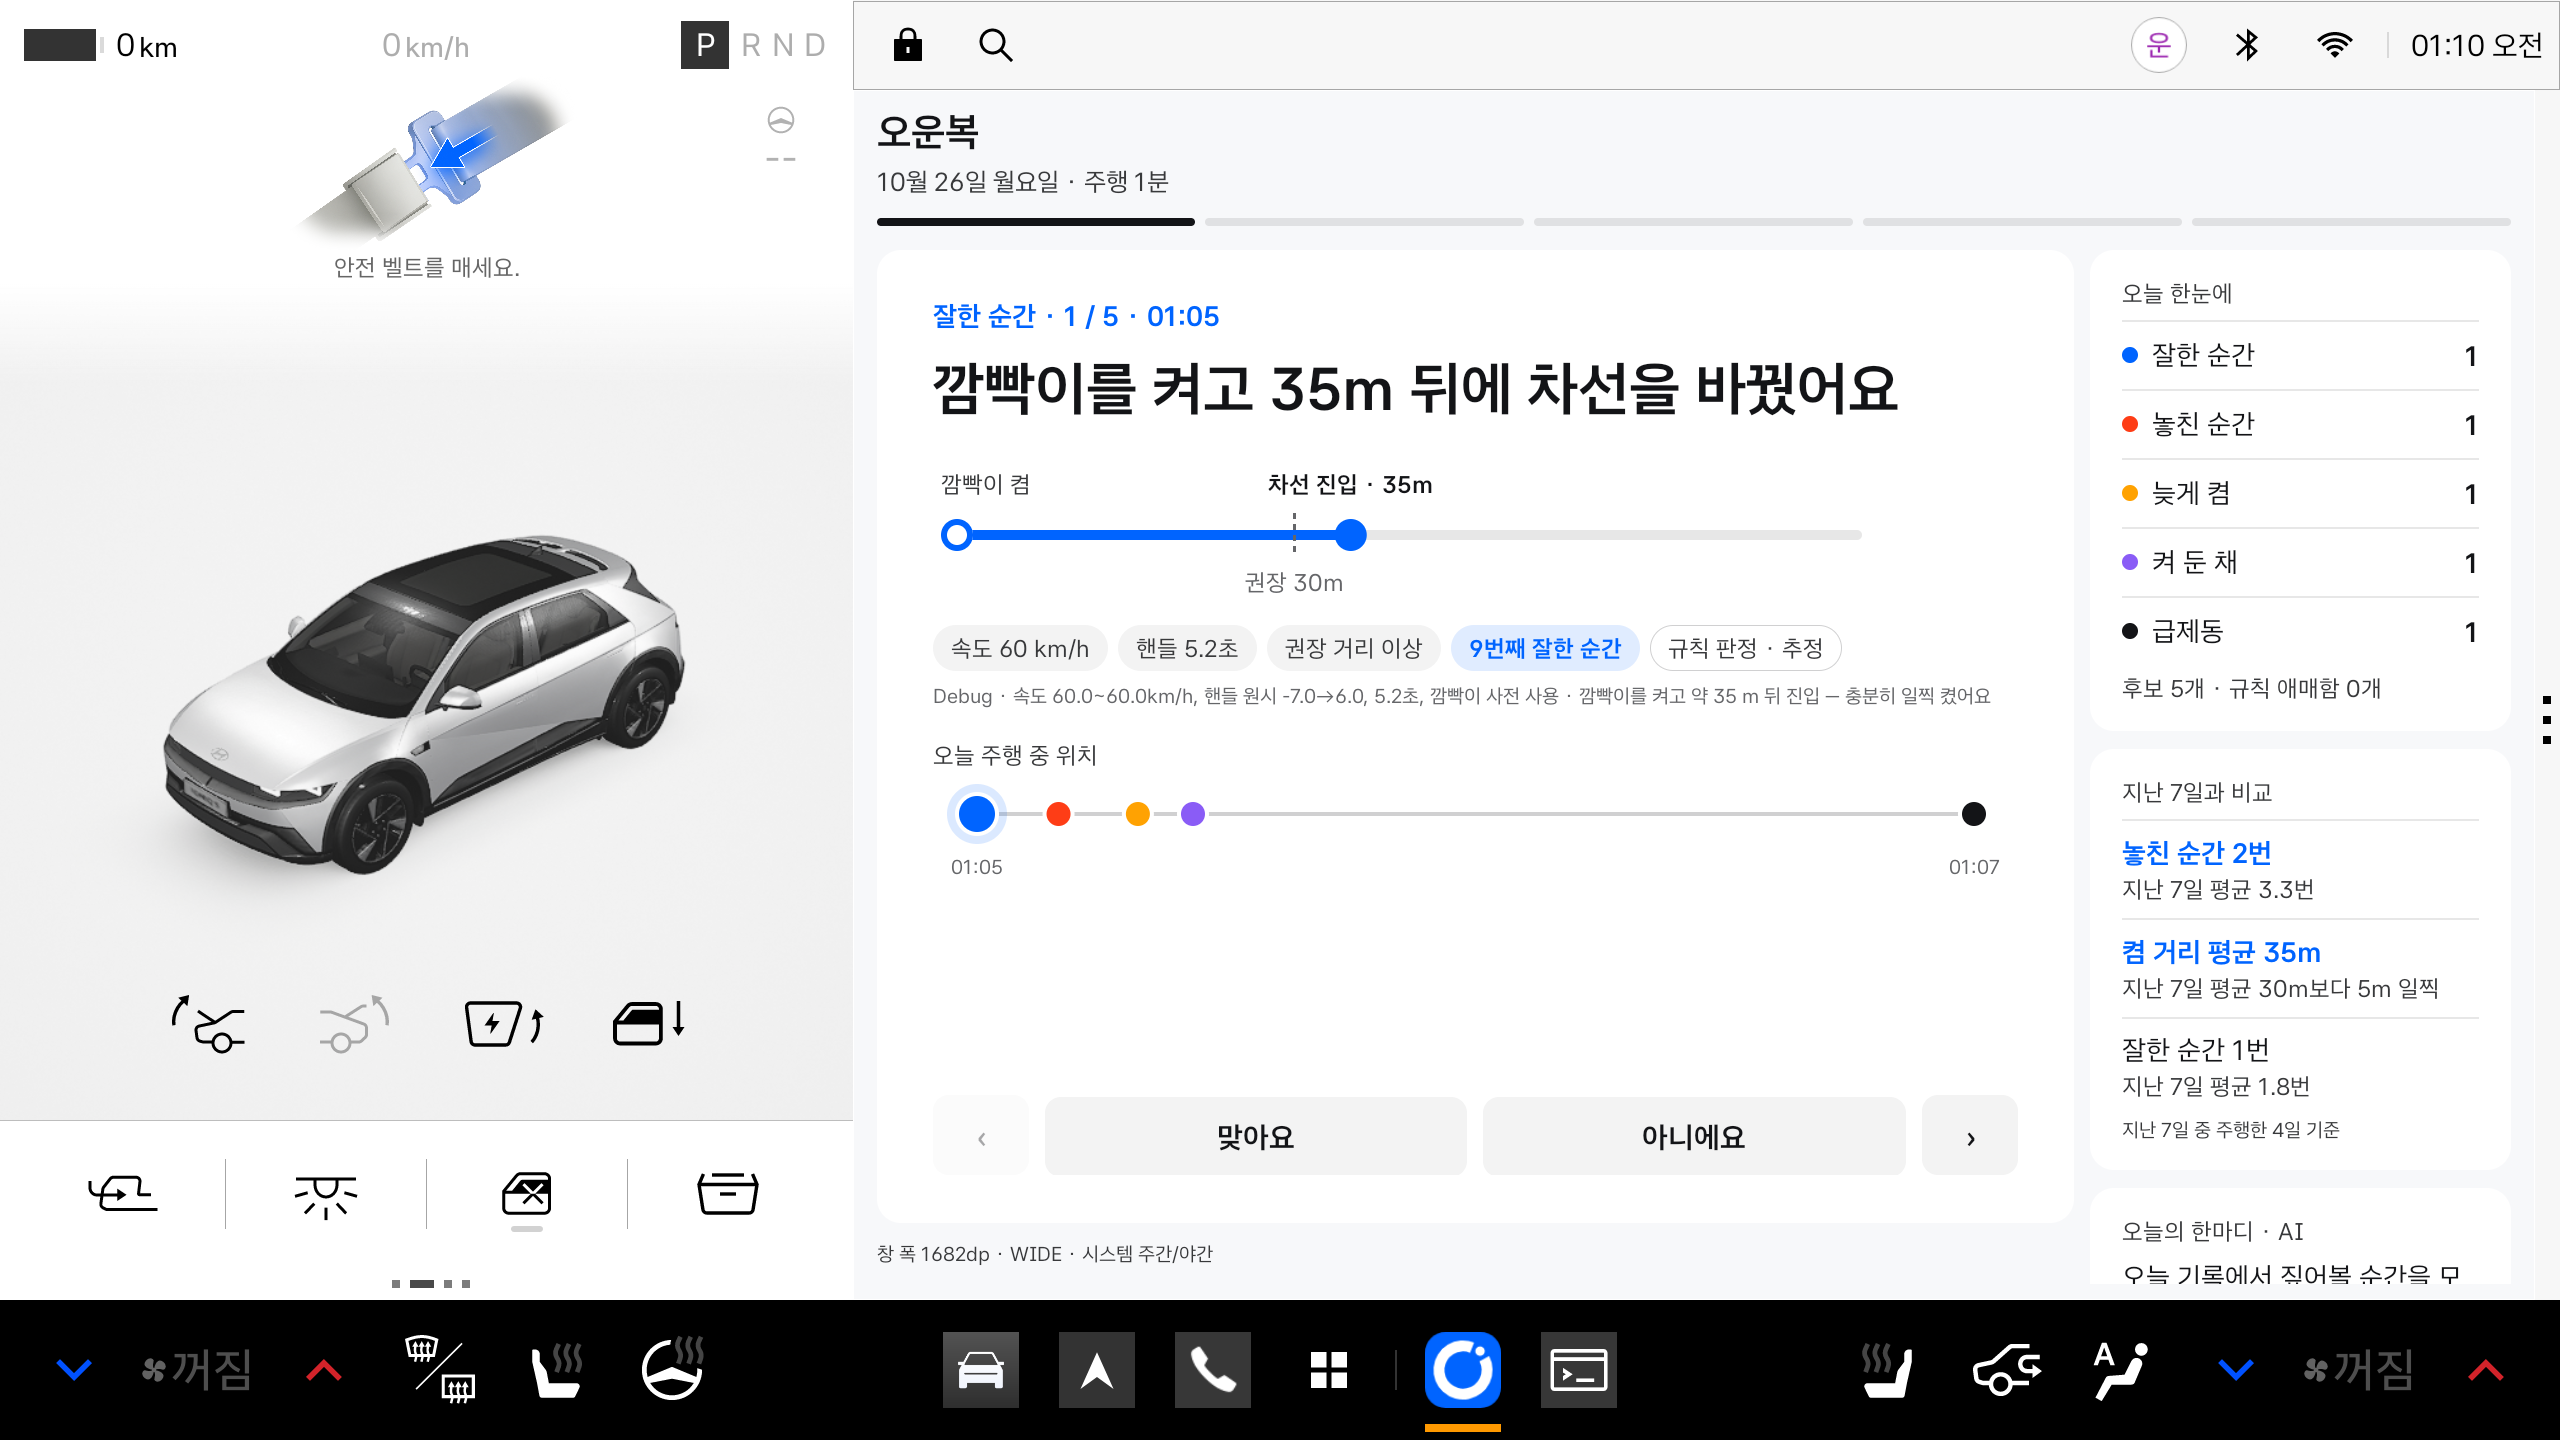 0 km
0 km/h
P R N D
운
01:10 오전
안전 벨트를 매세요.
오운복
10월 26일 월요일 · 주행 1분
잘한 순간 · 1 / 5 · 01:05
깜빡이를 켜고 35m 뒤에 차선을 바꿨어요
깜빡이 켬
차선 진입 · 35m
권장 30m
속도 60 km/h
핸들 5.2초
권장 거리 이상
9번째 잘한 순간
규칙 판정 · 추정
Debug · 속도 60.0~60.0km/h, 핸들 원시 -7.0→6.0, 5.2초, 깜빡이 사전 사용 · 깜빡이를 켜고 약 35 m 뒤 진입 — 충분히 일찍 켰어요
오늘 주행 중 위치
01:05
01:07
‹
맞아요
아니에요
›
창 폭 1682dp · WIDE · 시스템 주간/야간
오늘 한눈에
잘한 순간 1
놓친 순간 1
늦게 켬 1
켜 둔 채 1
급제동 1
후보 5개 · 규칙 애매함 0개
지난 7일과 비교
놓친 순간 2번
지난 7일 평균 3.3번
켬 거리 평균 35m
지난 7일 평균 30m보다 5m 일찍
잘한 순간 1번
지난 7일 평균 1.8번
지난 7일 중 주행한 4일 기준
오늘의 한마디 · AI
오늘 기록에서 짚어볼 순간을 모
꺼짐
A
꺼짐